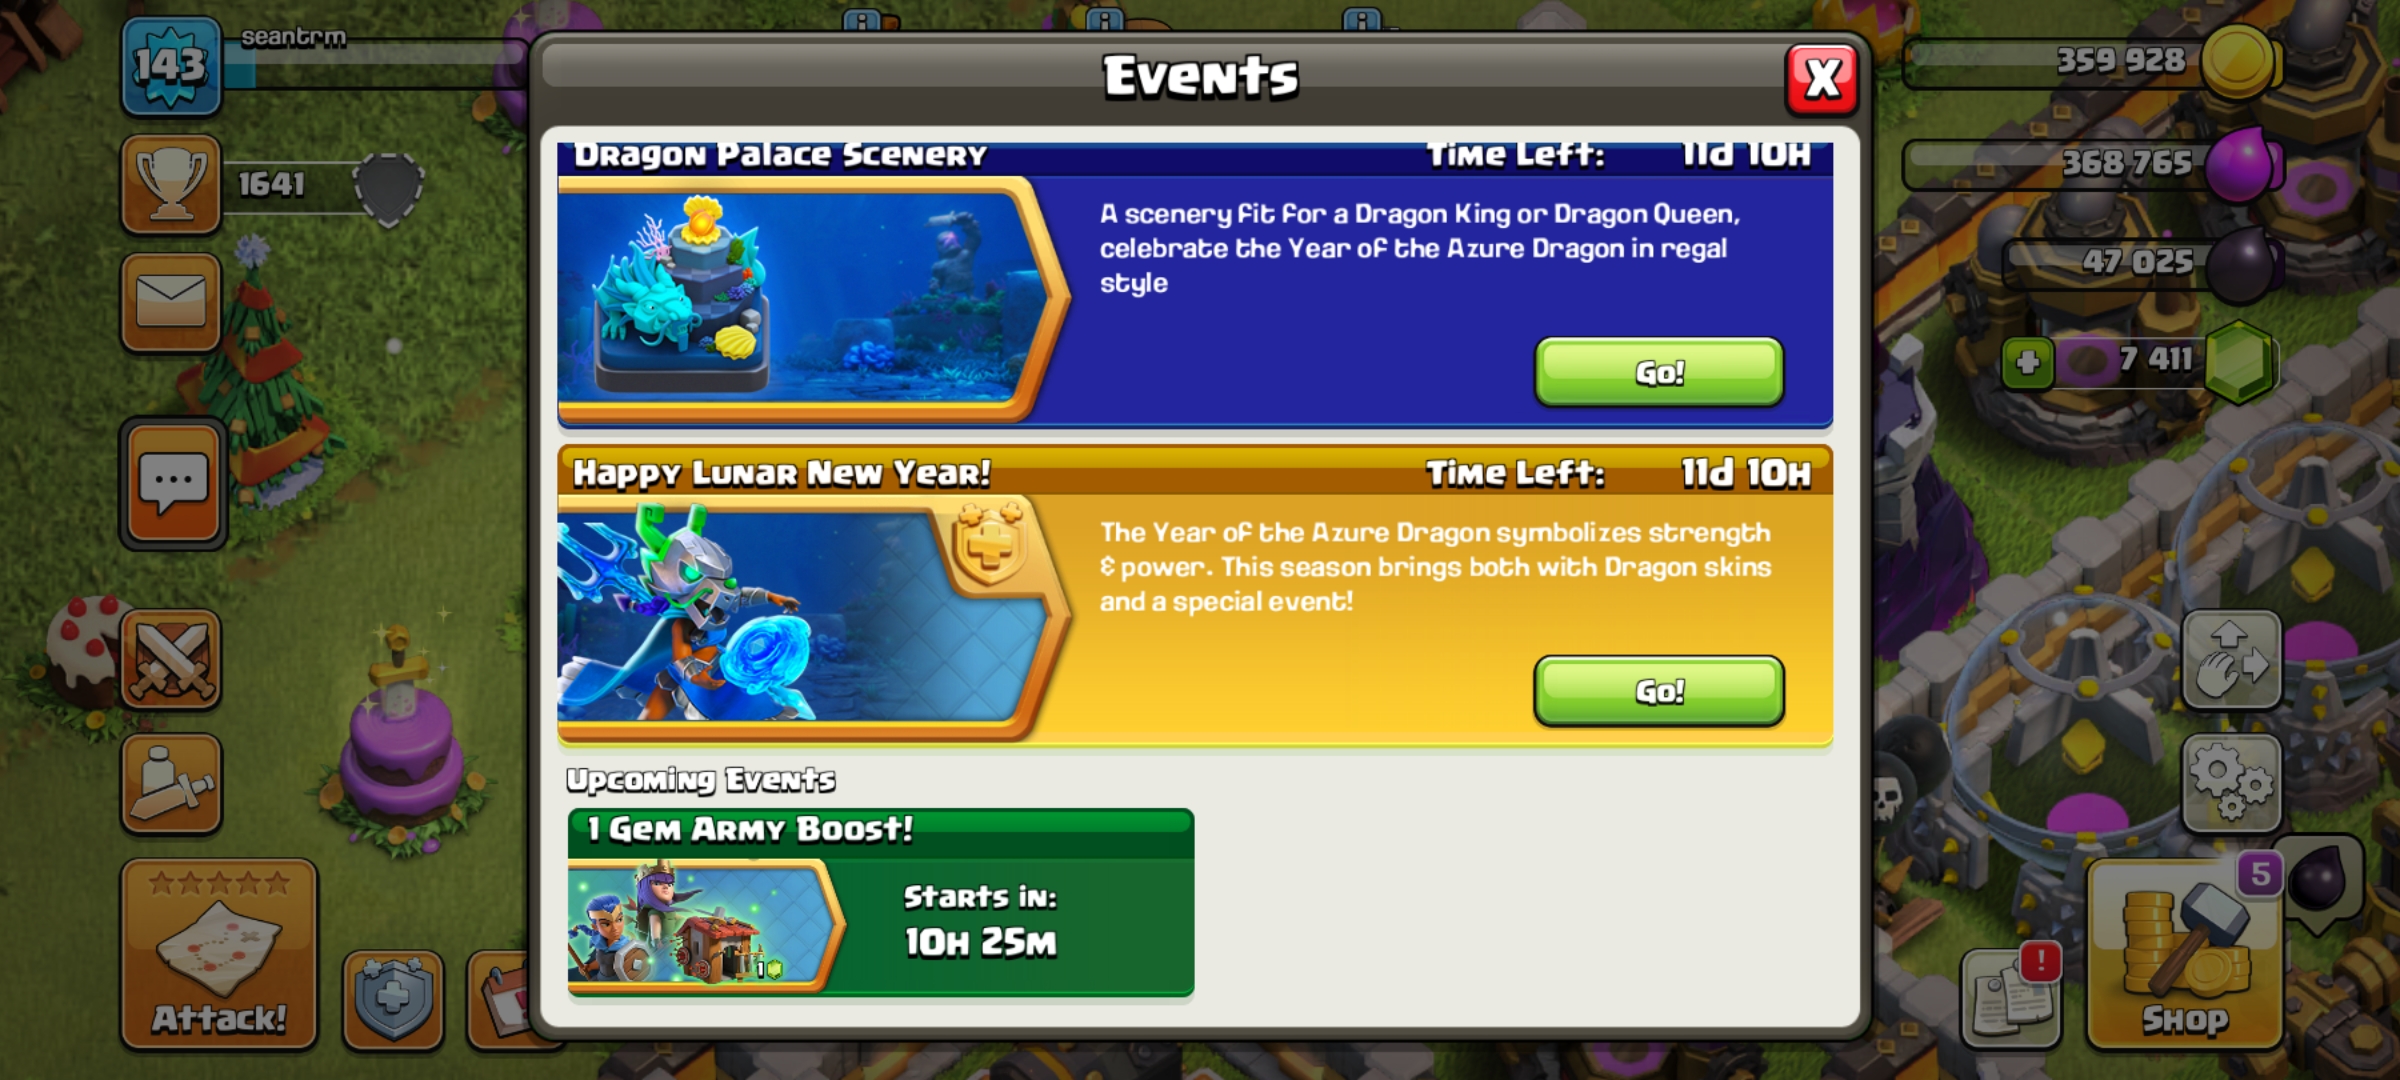 143
seantrm
1641
Events
X
359 928
368 765
47 025
7 411
Dragon Palace Scenery
Time Left: 11d 10h
A scenery fit for a Dragon King or Dragon Queen,
celebrate the Year of the Azure Dragon in regal
style
Go!
Happy Lunar New Year!
Time Left: 11d 10h
The Year of the Azure Dragon symbolizes strength
& power. This season brings both with Dragon skins
and a special event!
Go!
Upcoming Events
1 Gem Army Boost!
Starts in:
10h 25m
1
Attack!
5
!
Shop